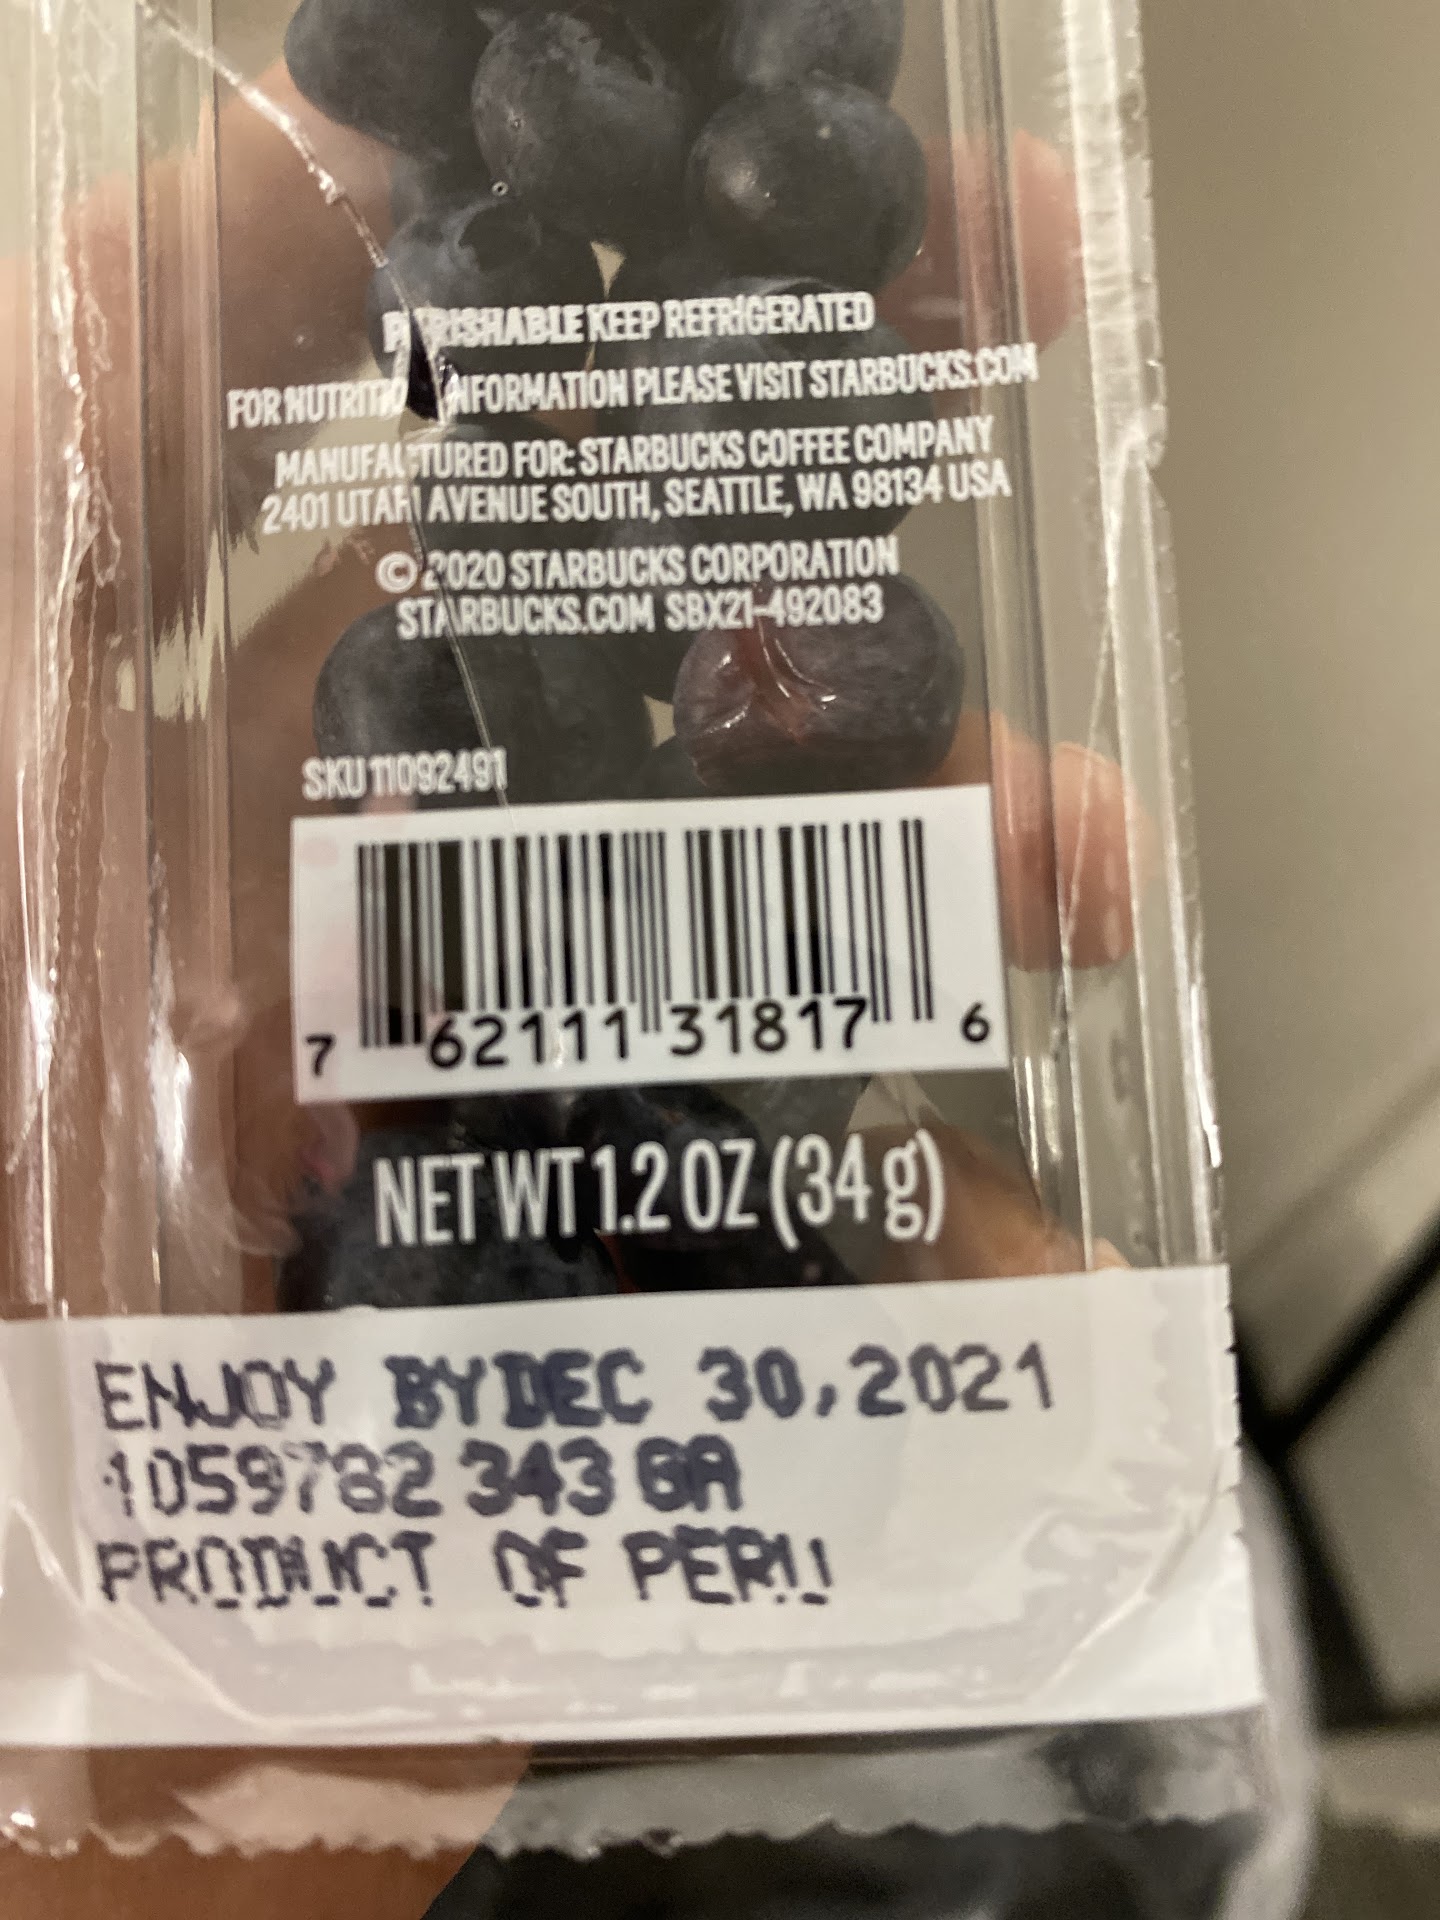 PERISHABLE KEEP REFRIGERATED
FOR NUTRITION INFORMATION PLEASE VISIT STARBUCKS.COM
MANUFACTURED FOR: STARBUCKS COFFEE COMPANY
2401 UTAH AVENUE SOUTH, SEATTLE, WA 98134 USA
© 2020 STARBUCKS CORPORATION
STARBUCKS.COM SBX21-492083
SKU 11092491
7 62111 31817 6
NET WT 1.2 OZ (34 g)
ENJOY BY DEC 30, 2021
1059782 343 GA
PRODUCT OF PERU